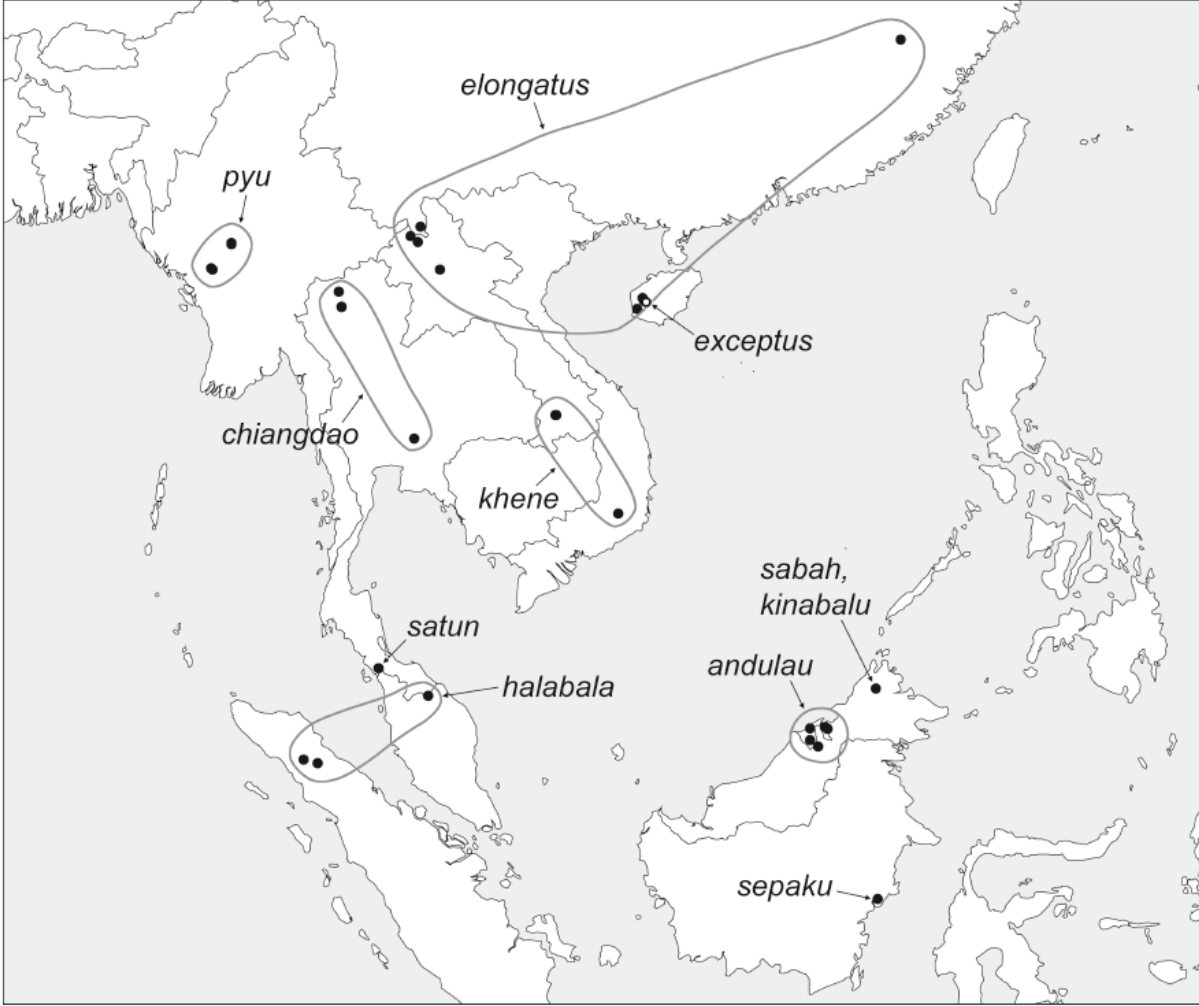 elongatus
pyu
exceptus
chiangdao
khene
sabah,
kinabalu
satun
andulau
halabala
sepaku